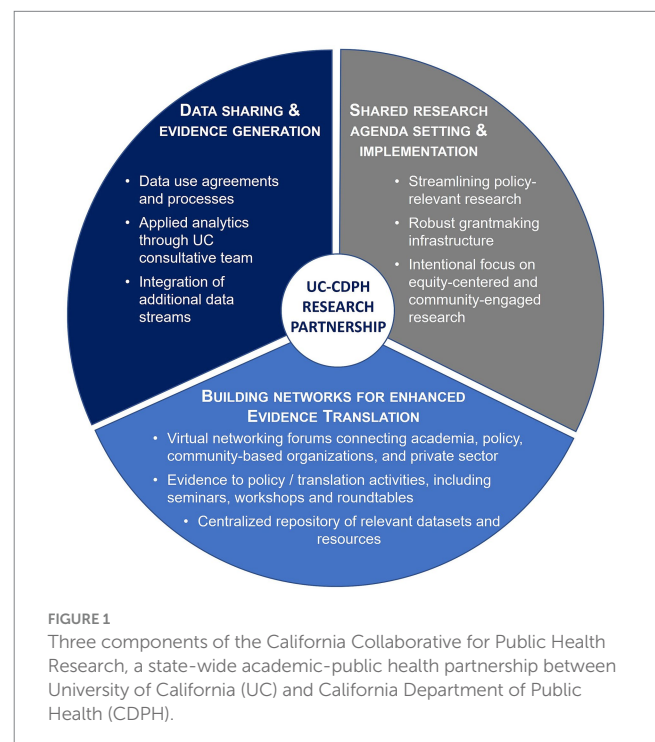 DATA SHARING &
EVIDENCE GENERATION
• Data use agreements
and processes
• Applied analytics
through UC
consultative team
• Integration of
additional data
streams
SHARED RESEARCH
AGENDA SETTING &
IMPLEMENTATION
• Streamlining policy-
relevant research
• Robust grantmaking
infrastructure
• Intentional focus on
equity-centered and
community-engaged
research
UC-CDPH
RESEARCH
PARTNERSHIP
BUILDING NETWORKS FOR ENHANCED
EVIDENCE TRANSLATION
• Virtual networking forums connecting academia, policy,
community-based organizations, and private sector
• Evidence to policy / translation activities, including
seminars, workshops and roundtables
• Centralized repository of relevant datasets and
resources
FIGURE 1
Three components of the California Collaborative for Public Health
Research, a state-wide academic-public health partnership between
University of California (UC) and California Department of Public
Health (CDPH).